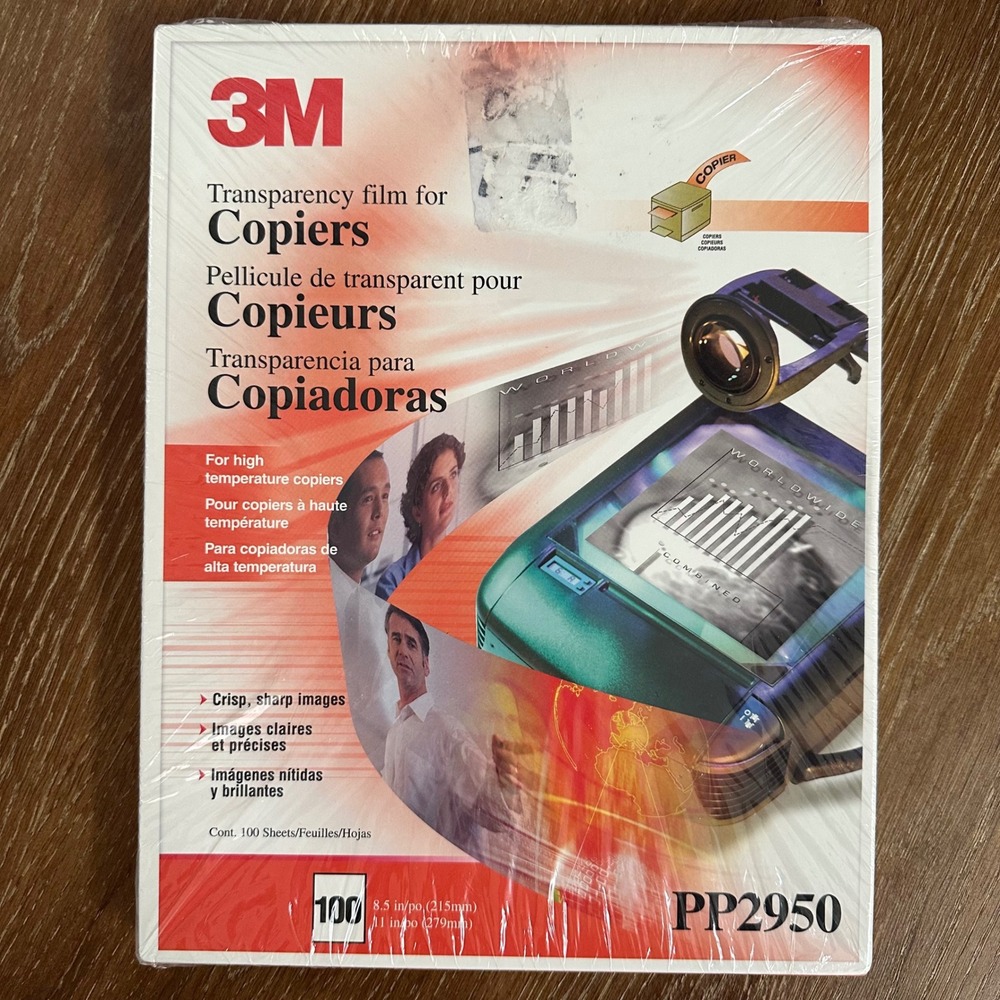 3M
Transparency film for
Copiers
Pellicule de transparent pour
Copieurs
Transparencia para
Copiadoras
COPIER
COPIERS
COPIEURS
COPIADORAS
For high
temperature copiers
Pour copiers à haute
température
Para copiadoras de
alta temperatura
WORLDW
WORLDWIDE
COMBINED
Crisp, sharp images
Images claires
et précises
Imágenes nítidas
y brillantes
Cont. 100 Sheets/Feuilles/Hojas
100
8.5 in/po (215mm)
11 in/po (279mm)
PP2950